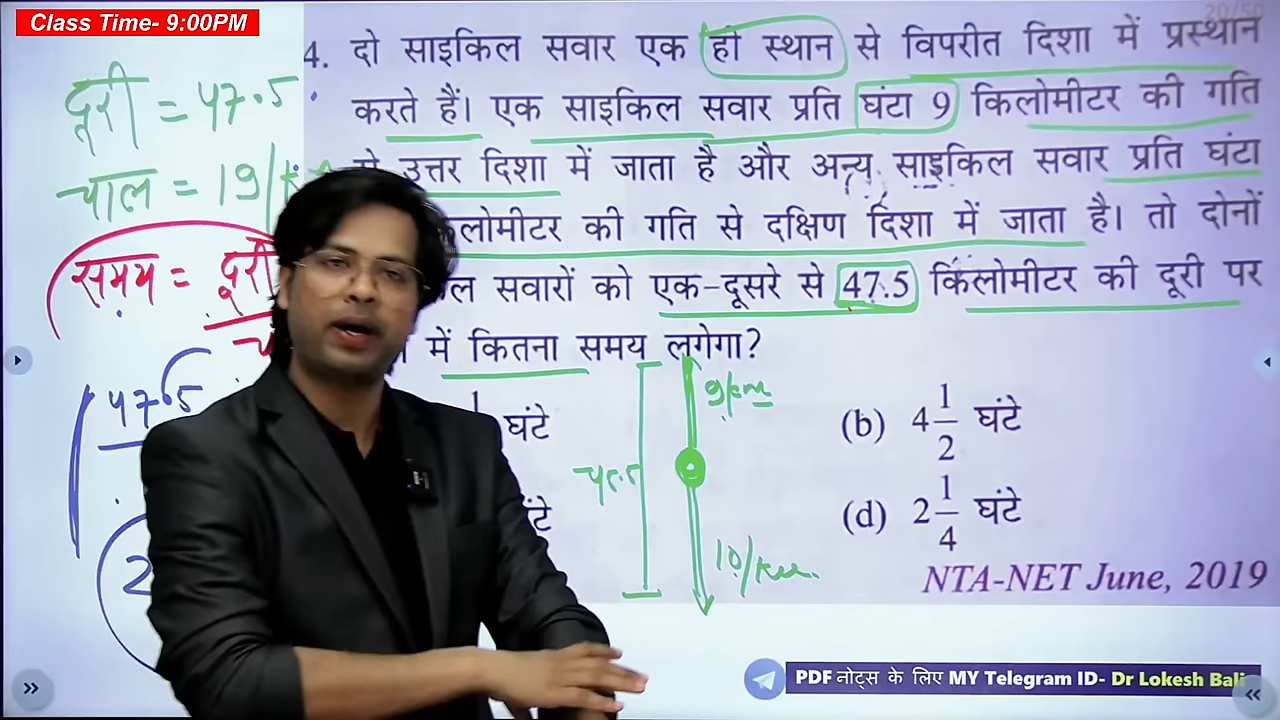 Class Time- 9:00PM
4. दो साइकिल सवार एक ही स्थान से विपरीत दिशा में प्रस्थान
करते हैं। एक साइकिल सवार प्रति घंटा 9 किलोमीटर की गति
से उत्तर दिशा में जाता है और अन्य साइकिल सवार प्रति घंटा
लोमीटर की गति से दक्षिण दिशा में जाता है। तो दोनों
ल सवारों को एक-दूसरे से 47.5 किलोमीटर की दूरी पर
में कितना समय लगेगा?
घंटे
(b) 4 1/2 घंटे
घंटे
(d) 2 1/4 घंटे
NTA-NET June, 2019
दूरी = 47.5
चाल = 19/k
समय = दूरी
47.5
2
9/km
10/km
PDF नोट्स के लिए MY Telegram ID- Dr Lokesh Bali